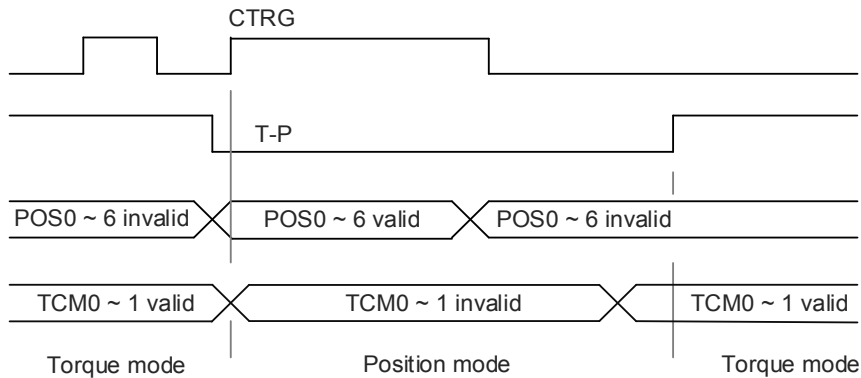 CTRG
T-P
POS0 ~ 6 invalid POS0 ~ 6 valid POS0 ~ 6 invalid
TCM0 ~ 1 valid TCM0 ~ 1 invalid TCM0 ~ 1 valid
Torque mode Position mode Torque mode